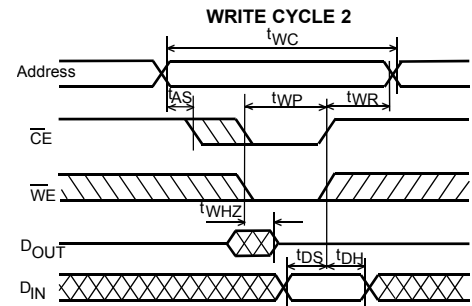 WRITE CYCLE 2
tWC
Address
tAS
tWP
tWR
CE
WE
tWHZ
DOUT
tDS
tDH
DIN